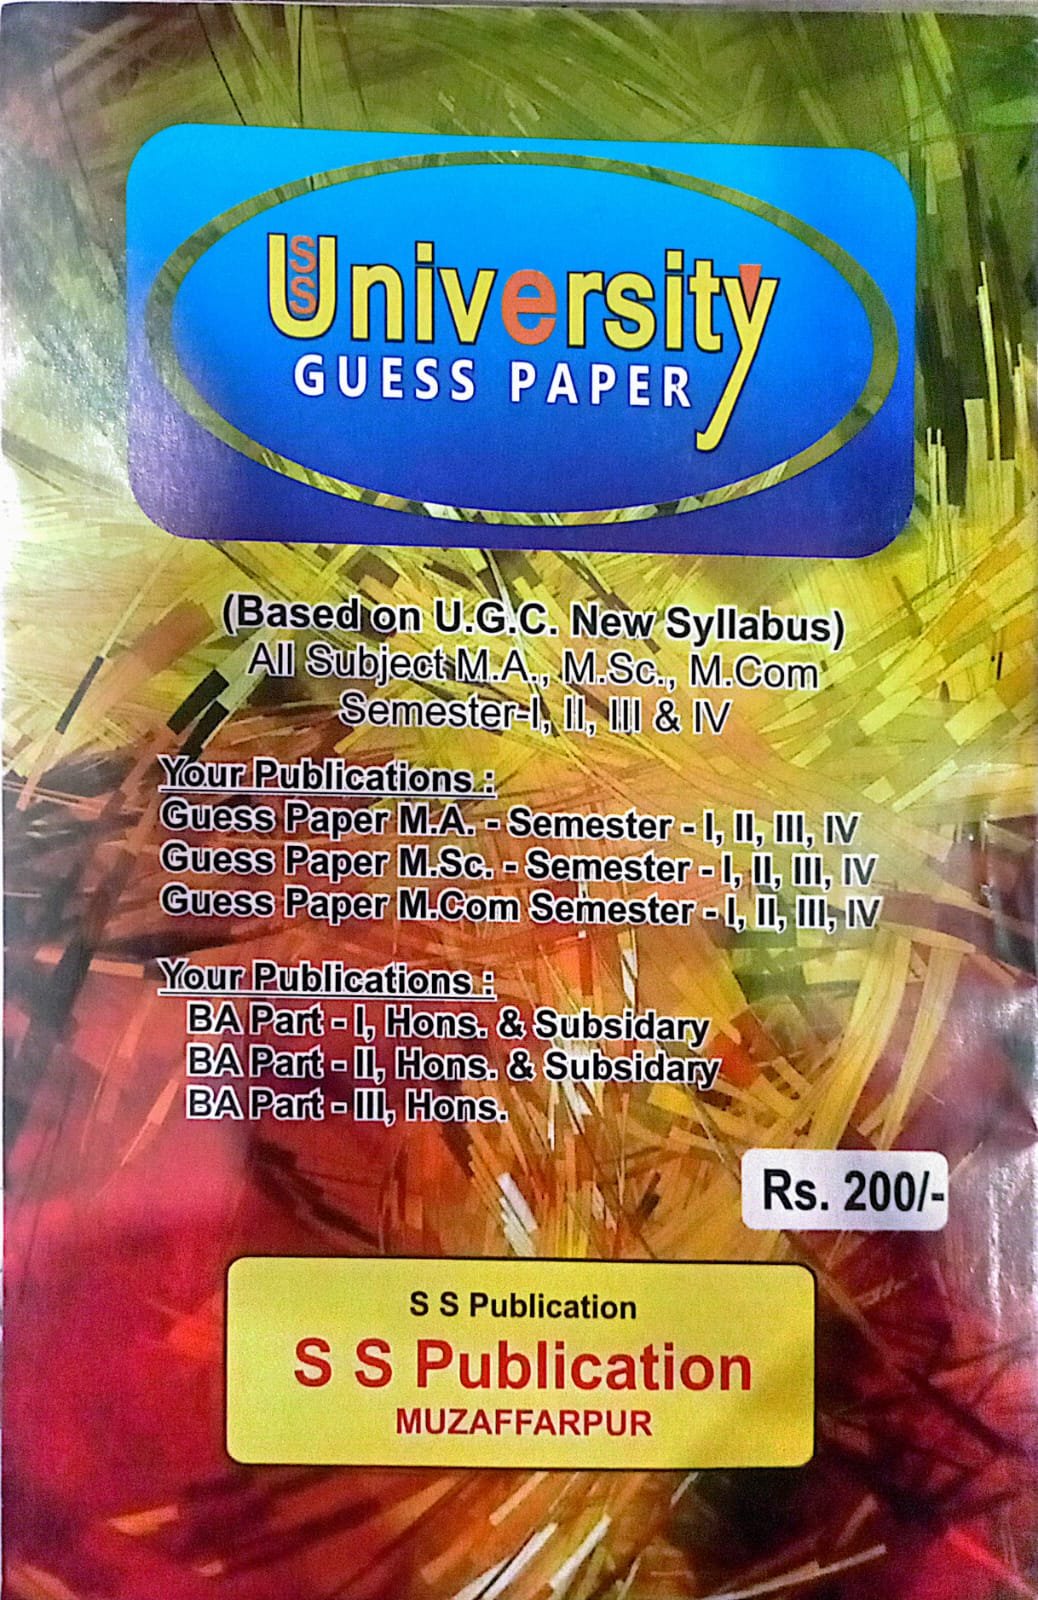 SS
University
GUESS PAPER
(Based on U.G.C. New Syllabus)
All Subject M.A., M.Sc., M.Com
Semester-I, II, III & IV
Your Publications :
Guess Paper M.A. - Semester - I, II, III, IV
Guess Paper M.Sc. - Semester - I, II, III, IV
Guess Paper M.Com Semester - I, II, III, IV
Your Publications :
BA Part - I, Hons. & Subsidary
BA Part - II, Hons. & Subsidary
BA Part - III, Hons.
Rs. 200/-
S S Publication
S S Publication
MUZAFFARPUR